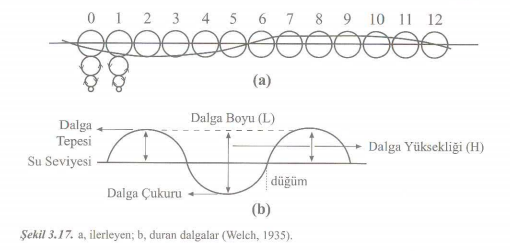 0 1 2 3 4 5 6 7 8 9 10 11 12
(a)
Dalga Boyu (L)
Dalga
Tepesi
Dalga Yüksekliği (H)
Su Seviyesi
düğüm
Dalga Çukuru
(b)
Şekil 3.17. a, ilerleyen; b, duran dalgalar (Welch, 1935).